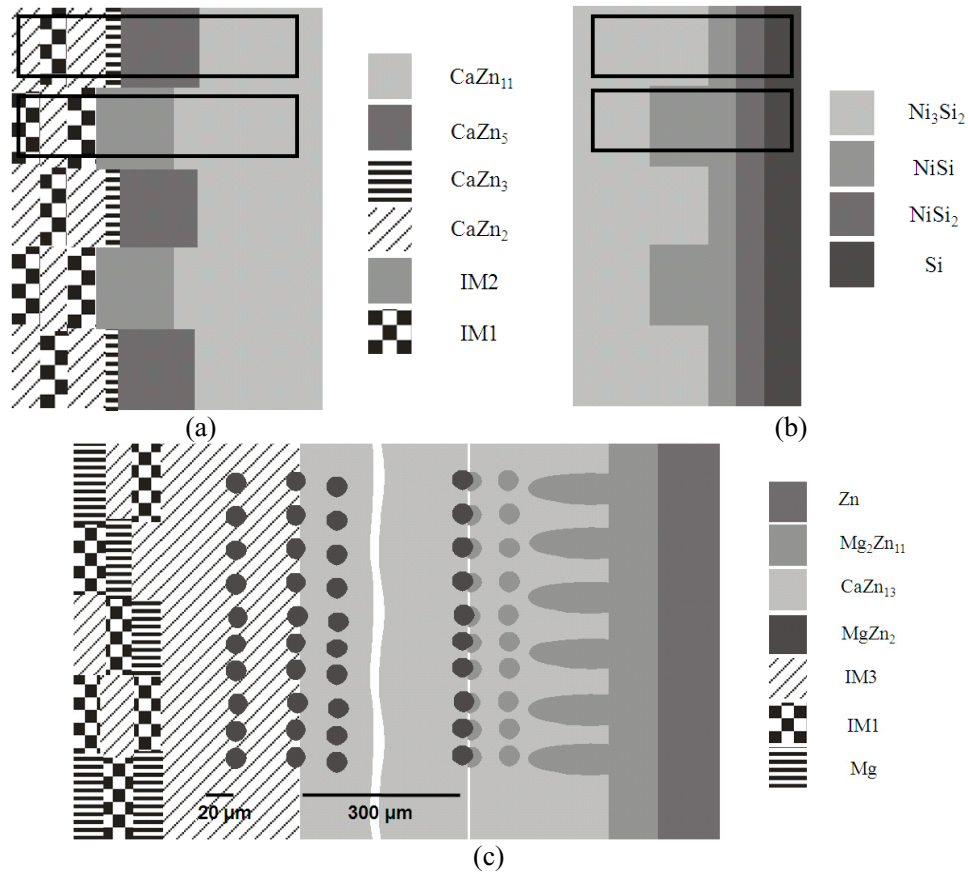 CaZn₁₁
CaZn₅
CaZn₃
CaZn₂
IM2
IM1
(a)
Ni₃Si₂
NiSi
NiSi₂
Si
(b)
Zn
Mg₂Zn₁₁
CaZn₁₃
MgZn₂
IM3
IM1
Mg
20 µm
300 µm
(c)